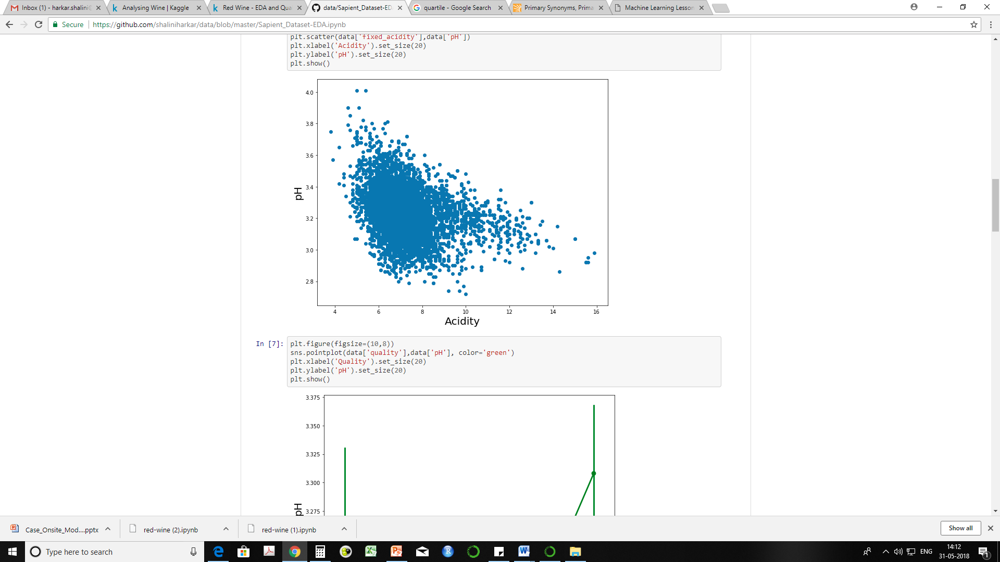 Inbox (1) - harkar.shalini@
Analysing Wine | Kaggle
Red Wine - EDA and Qua
data/Sapient_Dataset-ED
quartile - Google Search
Primary Synonyms, Prima
Machine Learning Lesson
Secure
https://github.com/shaliniharkar/data/blob/master/Sapient_Dataset-EDA.ipynb
plt.scatter(data['fixed_acidity'],data['pH'])
plt.xlabel('Acidity').set_size(20)
plt.ylabel('pH').set_size(20)
plt.show()
4.0
3.8
3.6
3.4
3.2
3.0
2.8
pH
4 6 8 10 12 14 16
Acidity
In [7]:
plt.figure(figsize=(10,8))
sns.pointplot(data['quality'],data['pH'], color='green')
plt.xlabel('Quality').set_size(20)
plt.ylabel('pH').set_size(20)
plt.show()
3.375
3.350
3.325
3.300
3.275
pH
Case_Onsite_Mod....pptx
red-wine (2).ipynb
red-wine (1).ipynb
Show all
Type here to search
ENG
14:12
31-05-2018
1